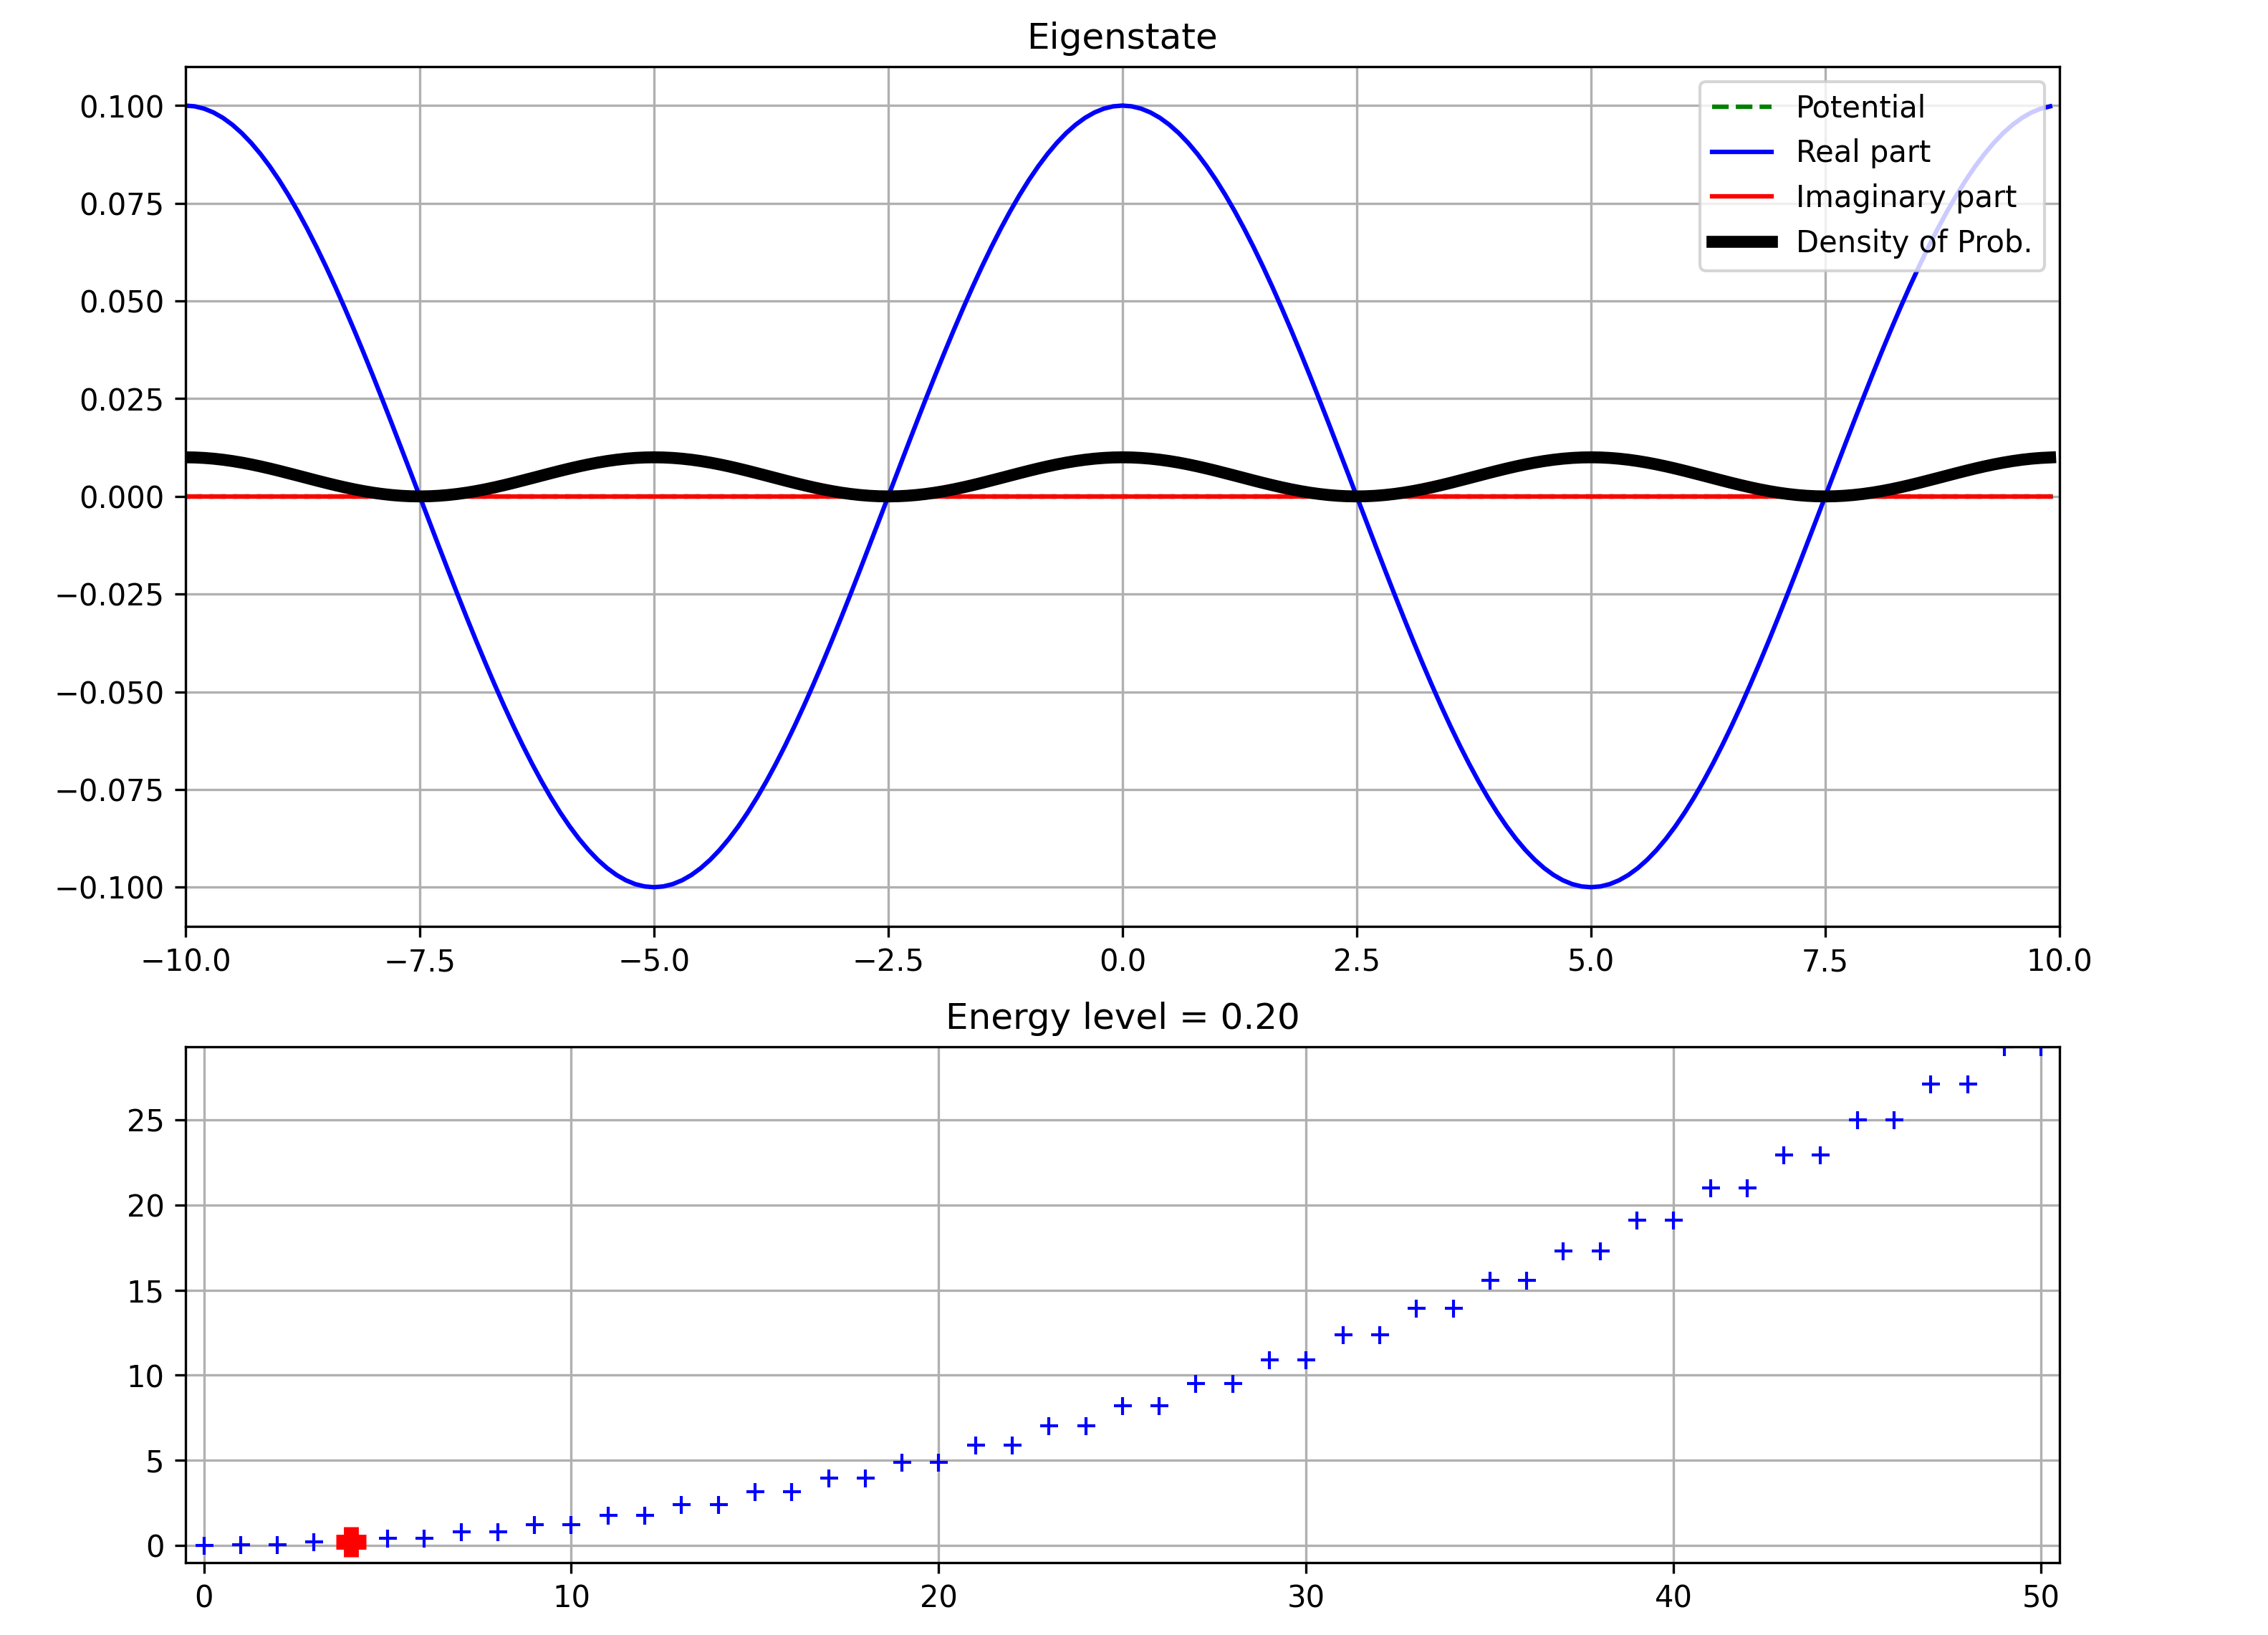 Eigenstate
0.100
0.075
0.050
0.025
0.000
−0.025
−0.050
−0.075
−0.100
Potential
Real part
Imaginary part
Density of Prob.
−10.0 −7.5 −5.0 −2.5 0.0 2.5 5.0 7.5 10.0
Energy level = 0.20
25
20
15
10
5
0
0 10 20 30 40 50